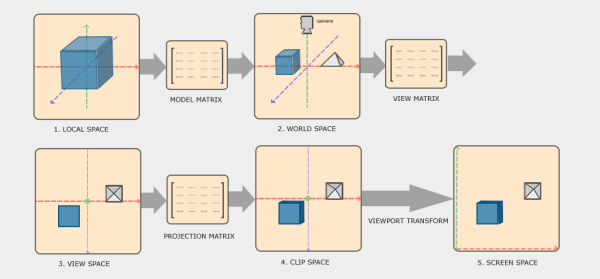 camera
MODEL MATRIX
VIEW MATRIX
1. LOCAL SPACE
2. WORLD SPACE
PROJECTION MATRIX
VIEWPORT TRANSFORM
3. VIEW SPACE
4. CLIP SPACE
5. SCREEN SPACE